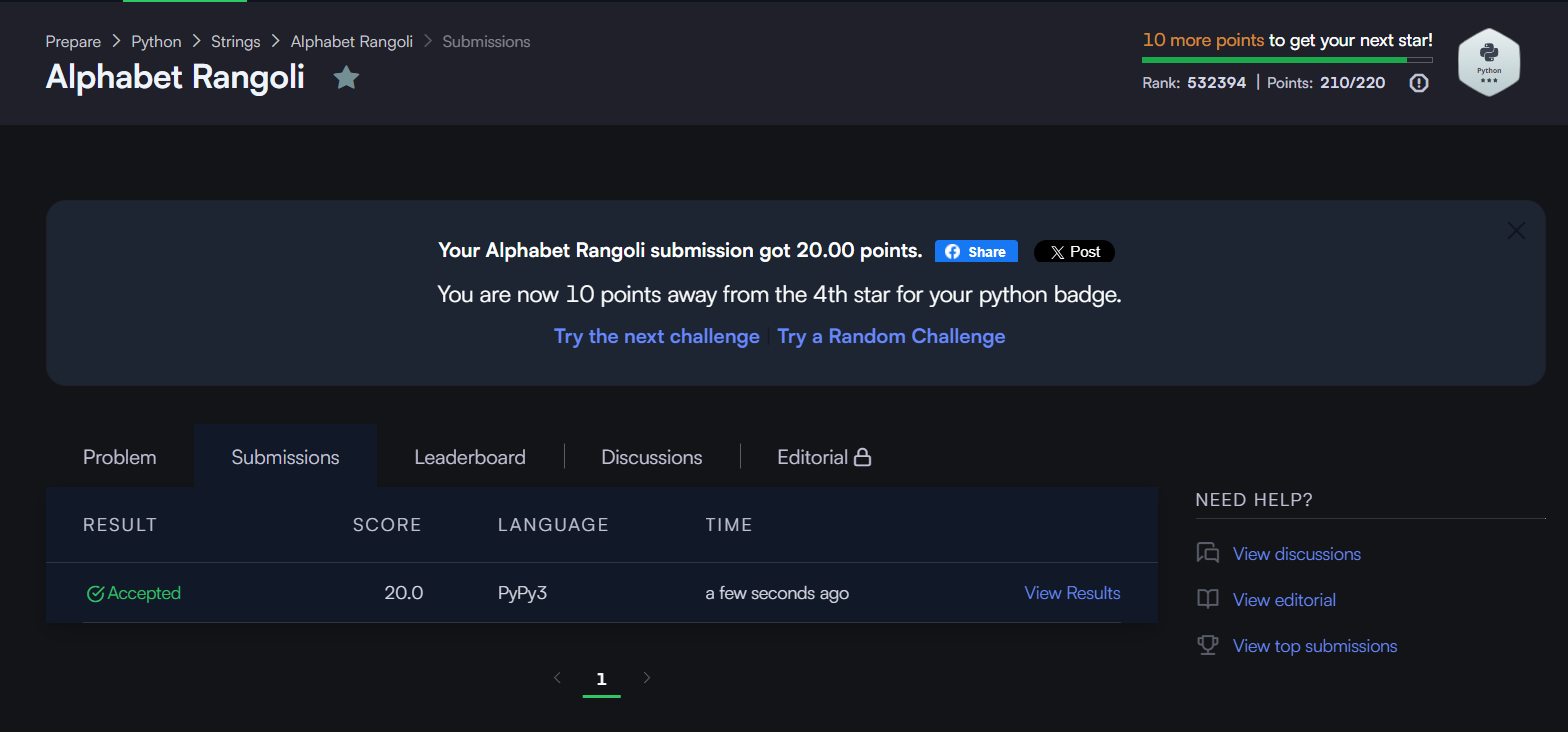 Prepare > Python > Strings > Alphabet Rangoli > Submissions
Alphabet Rangoli
10 more points to get your next star!
Rank: 532394 | Points: 210/220
Python
Your Alphabet Rangoli submission got 20.00 points. Share Post
You are now 10 points away from the 4th star for your python badge.
Try the next challenge | Try a Random Challenge
Problem Submissions Leaderboard Discussions Editorial
RESULT SCORE LANGUAGE TIME
Accepted 20.0 PyPy3 a few seconds ago View Results
1
NEED HELP?
View discussions
View editorial
View top submissions